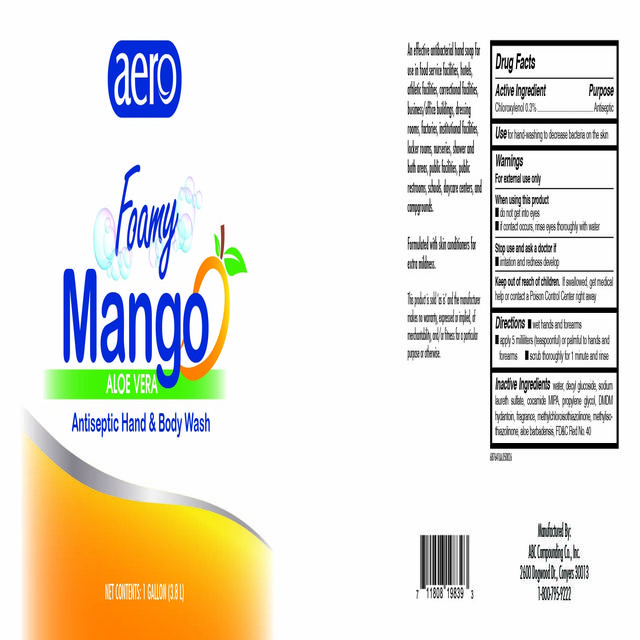 aero
Foamy
Mango
ALOE VERA
Antiseptic Hand & Body Wash
NET CONTENTS: 1 GALLON (3.8 L)
An effective antibacterial hand soap for
use in food service facilities, hotels,
athletic facilities, correctional facilities,
business/office buildings, dressing
rooms, factories, institutional facilities,
locker rooms, nurseries, shower and
bath areas, public facilities, public
restrooms, schools, daycare centers, and
campgrounds.
Formulated with skin conditioners for
extra mildness.
This product is sold "as is" and the manufacturer
makes no warranty, expressed or implied, of
merchantability, and/or fitness for a particular
purpose or otherwise.
Drug Facts
Active Ingredient Purpose
Chloroxylenol 0.3% Antiseptic
Use for hand-washing to decrease bacteria on the skin
Warnings
For external use only
When using this product
■ do not get into eyes
■ if contact occurs, rinse eyes thoroughly with water
Stop use and ask a doctor if
■ irritation and redness develop
Keep out of reach of children. If swallowed, get medical
help or contact a Poison Control Center right away
Directions ■ wet hands and forearms
■ apply 5 milliliters (teaspoonful) or palmful to hands and
forearms ■ scrub thoroughly for 1 minute and rinse
Inactive Ingredients water, decyl glucoside, sodium
laureth sulfate, cocamide MIPA, propylene glycol, DMDM
hydantoin, fragrance, methylchloroisothiazolinone, methyliso-
thiazolinone, aloe barbadensis, FD&C Red No. 40
7 11808 19839 3
Manufactured By:
ABC Compounding Co., Inc.
2600 Dogwood Dr., Conyers 30013
1-800-795-9222